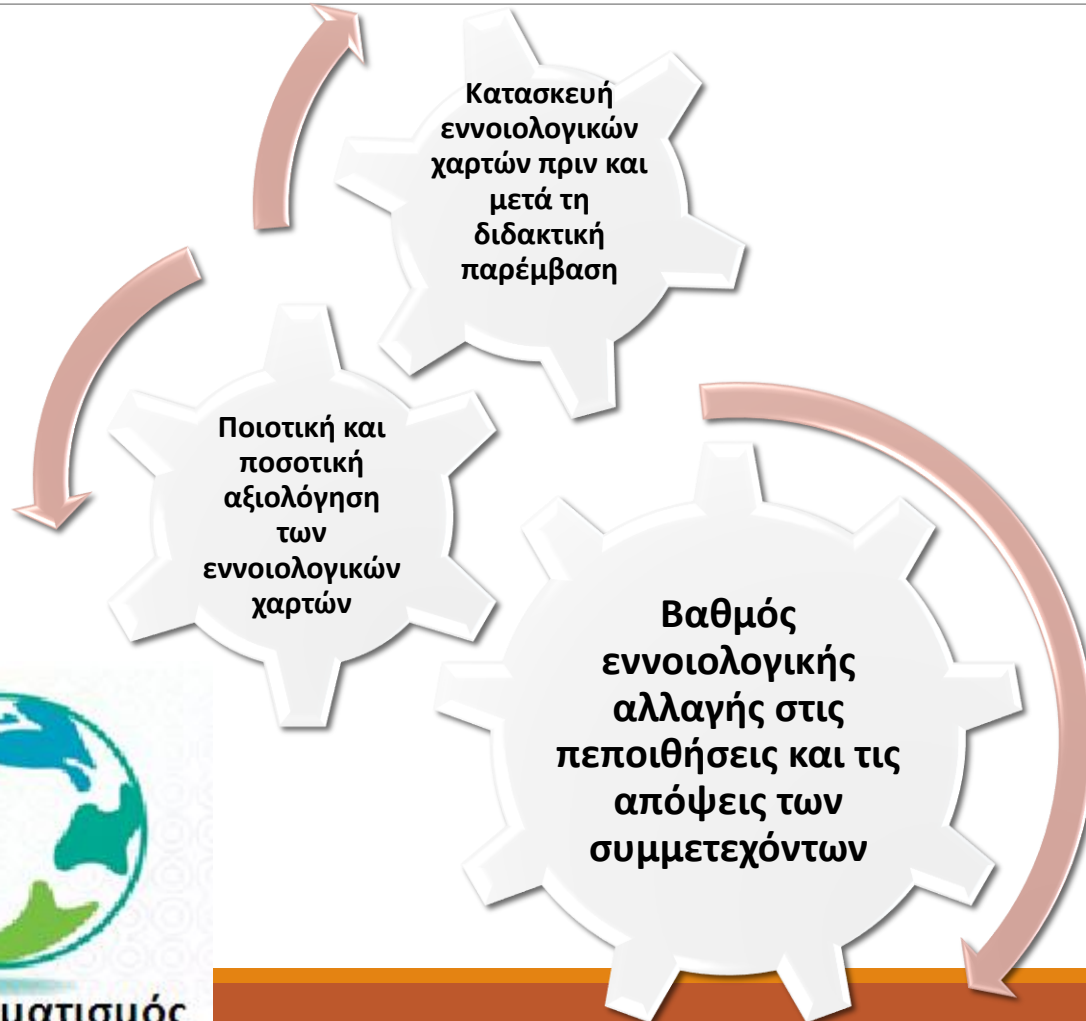 Κατασκευή
εννοιολογικών
χαρτών πριν και
μετά τη
διδακτική
παρέμβαση
Ποιοτική και
ποσοτική
αξιολόγηση
των
εννοιολογικών
χαρτών
Βαθμός
εννοιολογικής
αλλαγής στις
πεποιθήσεις και τις
απόψεις των
συμμετεχόντων